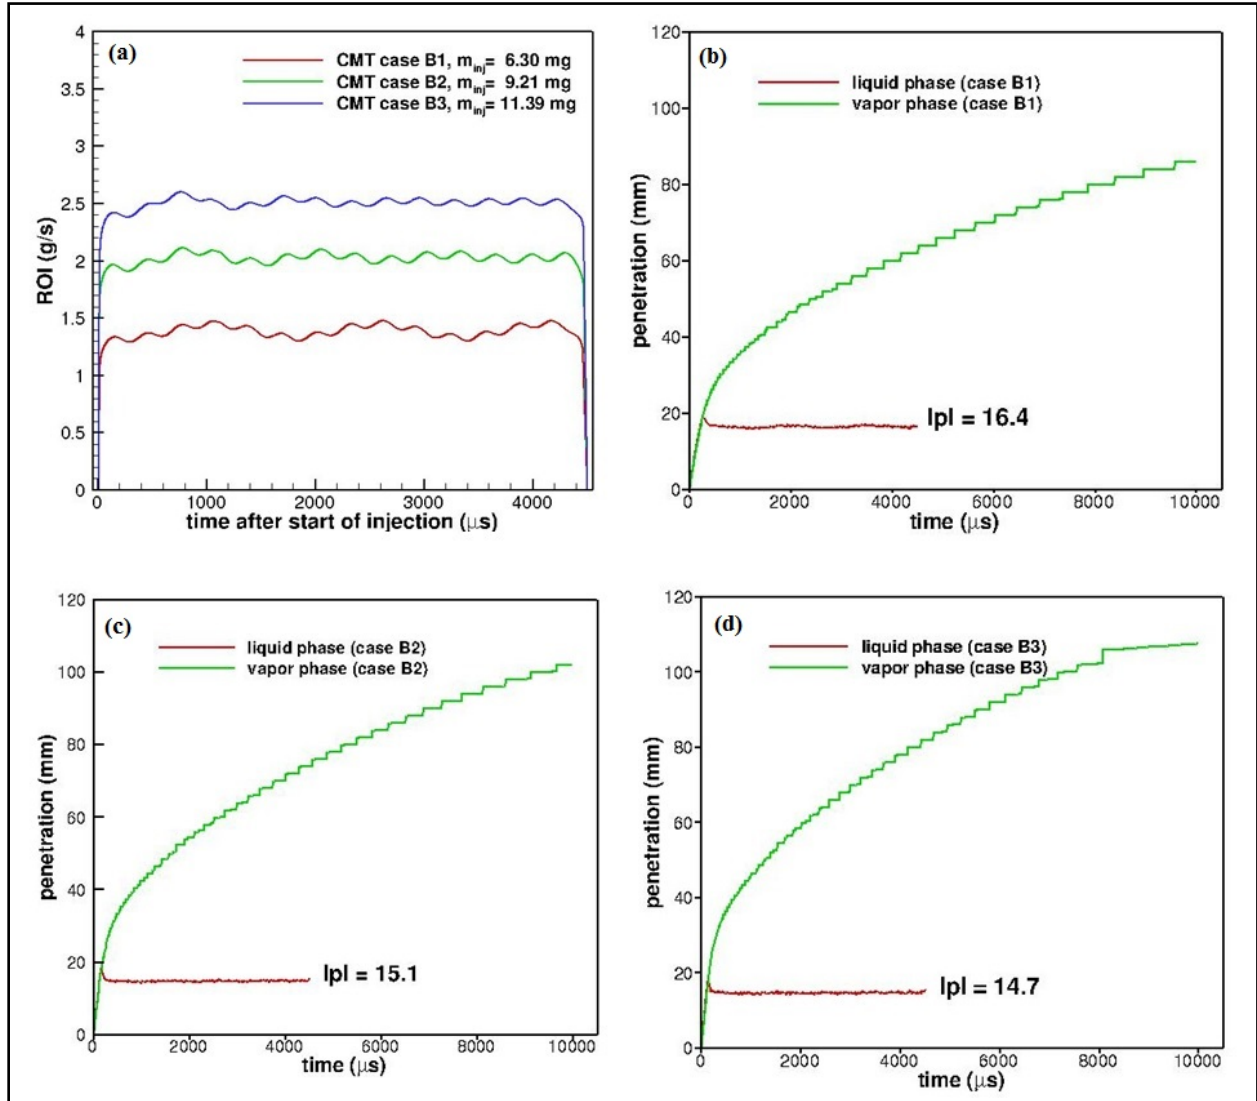 (a)
CMT case B1, m_inj= 6.30 mg
CMT case B2, m_inj= 9.21 mg
CMT case B3, m_inj= 11.39 mg
4
3.5
3
2.5
2
1.5
1
0.5
0
ROI (g/s)
0 1000 2000 3000 4000
time after start of injection (μs)
(b)
liquid phase (case B1)
vapor phase (case B1)
120
100
80
60
40
20
0
penetration (mm)
lpl = 16.4
0 2000 4000 6000 8000 10000
time (μs)
(c)
liquid phase (case B2)
vapor phase (case B2)
120
100
80
60
40
20
0
penetration (mm)
lpl = 15.1
0 2000 4000 6000 8000 10000
time (μs)
(d)
liquid phase (case B3)
vapor phase (case B3)
120
100
80
60
40
20
0
penetration (mm)
lpl = 14.7
0 2000 4000 6000 8000 10000
time (μs)